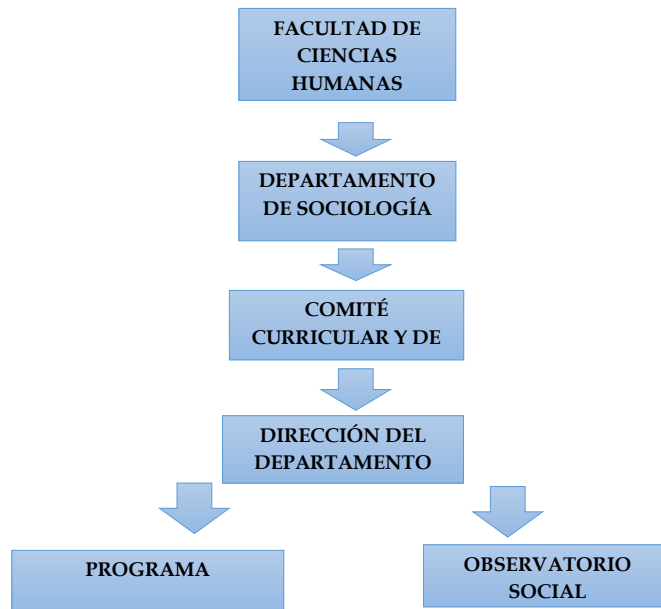 FACULTAD DE
CIENCIAS
HUMANAS
DEPARTAMENTO
DE SOCIOLOGÍA
COMITÉ
CURRICULAR Y DE
DIRECCIÓN DEL
DEPARTAMENTO
PROGRAMA
OBSERVATORIO
SOCIAL